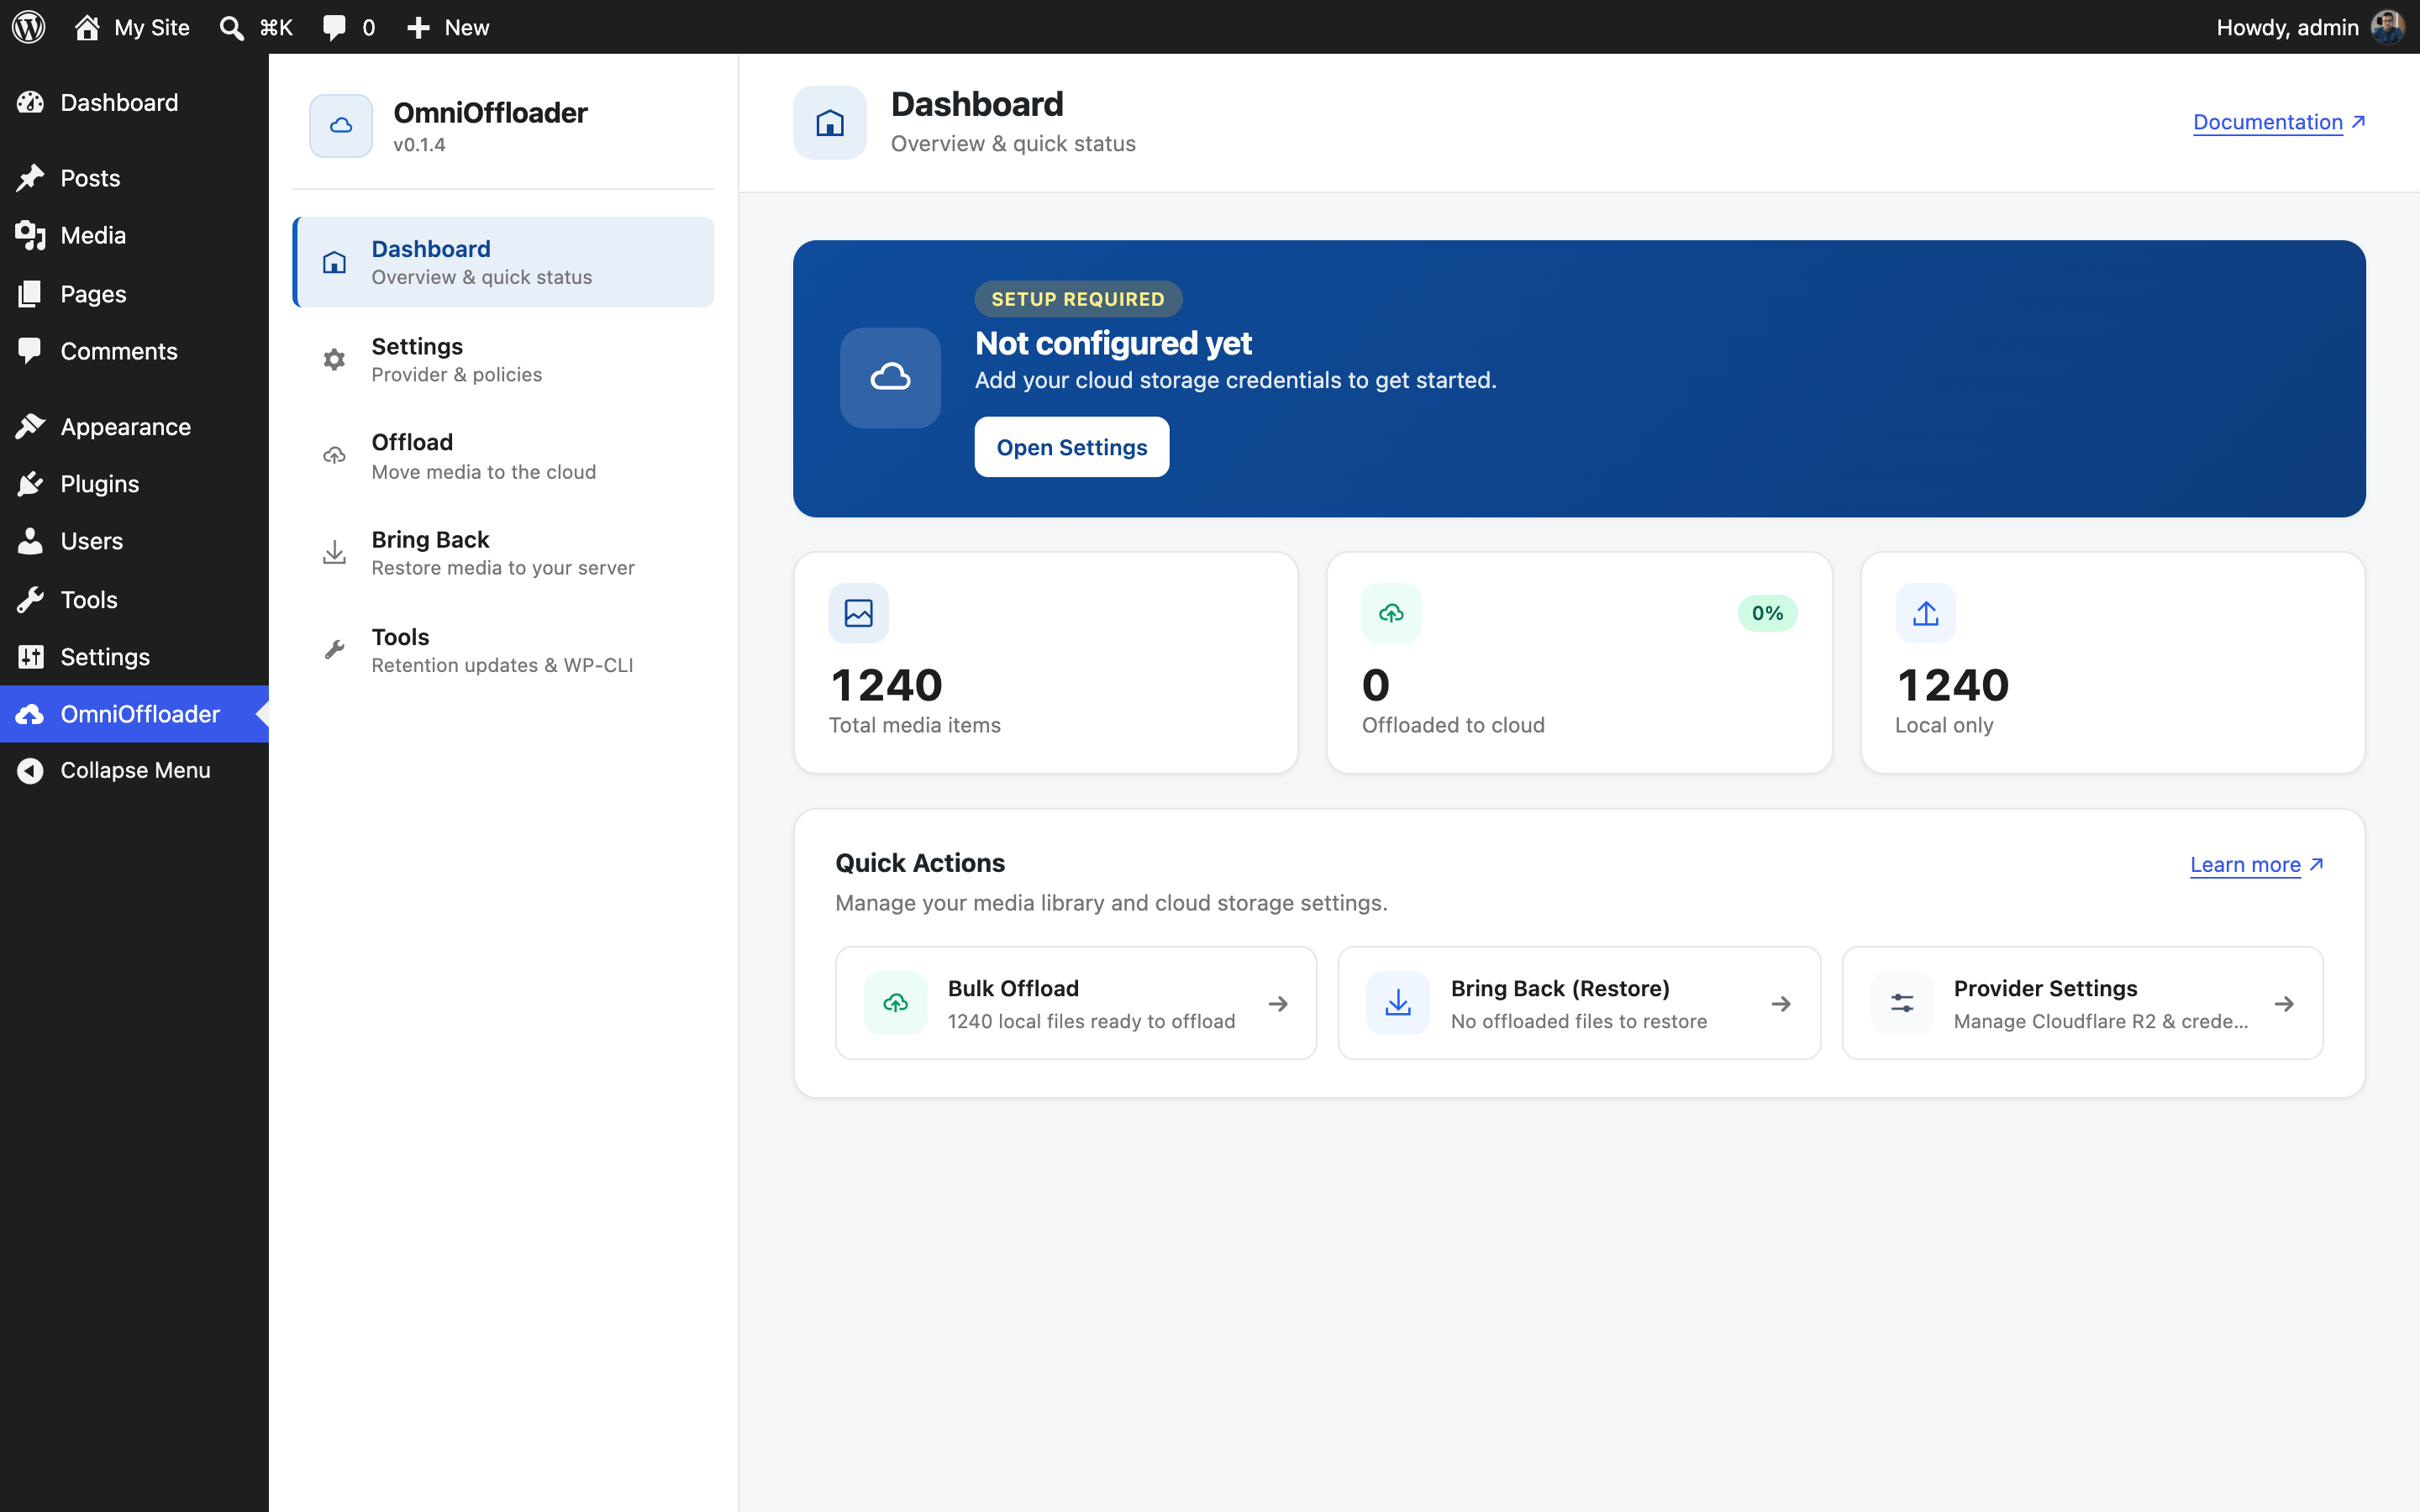 My Site
⌘K
0
New
Howdy, admin
Dashboard
Posts
Media
Pages
Comments
Appearance
Plugins
Users
Tools
Settings
OmniOffloader
Collapse Menu
OmniOffloader
v0.1.4
Dashboard
Overview & quick status
Settings
Provider & policies
Offload
Move media to the cloud
Bring Back
Restore media to your server
Tools
Retention updates & WP-CLI
Dashboard
Overview & quick status
Documentation ↗
SETUP REQUIRED
Not configured yet
Add your cloud storage credentials to get started.
Open Settings
1240
Total media items
0%
0
Offloaded to cloud
1240
Local only
Quick Actions
Learn more ↗
Manage your media library and cloud storage settings.
Bulk Offload
1240 local files ready to offload
Bring Back (Restore)
No offloaded files to restore
Provider Settings
Manage Cloudflare R2 & crede...